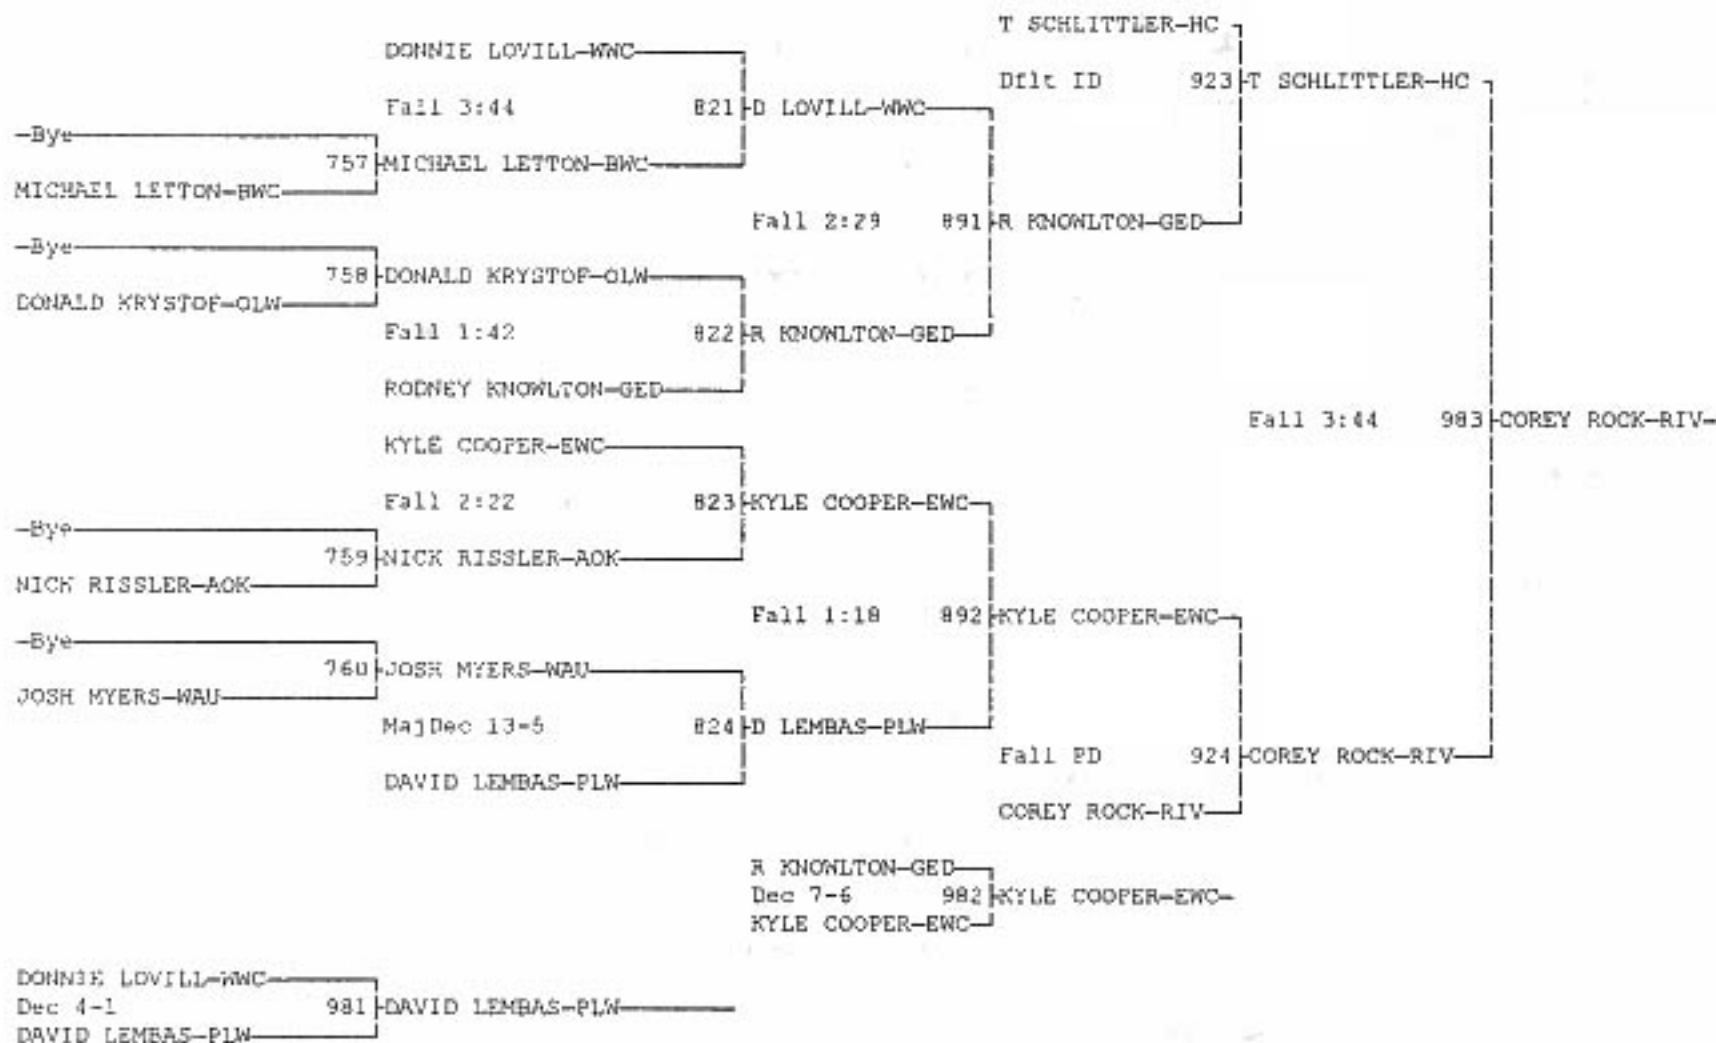 T SCHLITTLER-HC
DONNIE LOVILL-WWC
Dflt ID 923 T SCHLITTLER-HC
Fall 3:44 821 D LOVILL-WWC
-Bye
757 MICHAEL LETTON-BWC
MICHAEL LETTON-BWC
Fall 2:29 891 R KNOWLTON-GED
R KNOWLTON-GED
-Bye
758 DONALD KRYSTOF-OLW
DONALD KRYSTOF-OLW
Fall 1:42 822 R KNOWLTON-GED
RODNEY KNOWLTON-GED
Fall 3:44 983 COREY ROCK-RIV-
KYLE COOPER-EWC
Fall 2:22 823 KYLE COOPER-EWC
-Bye
759 NICK RISSLER-AOK
NICK RISSLER-AOK
Fall 1:18 892 KYLE COOPER-EWC
-Bye
760 JOSH MYERS-WAU
JOSH MYERS-WAU
MajDec 13-5 824 D LEMBAS-PLW
Fall PD 924 COREY ROCK-RIV
DAVID LEMBAS-PLW
COREY ROCK-RIV
R KNOWLTON-GED
Dec 7-6 982 KYLE COOPER-EWC-
KYLE COOPER-EWC
DONNIE LOVILL-WWC
Dec 4-1 981 DAVID LEMBAS-PLW
DAVID LEMBAS-PLW